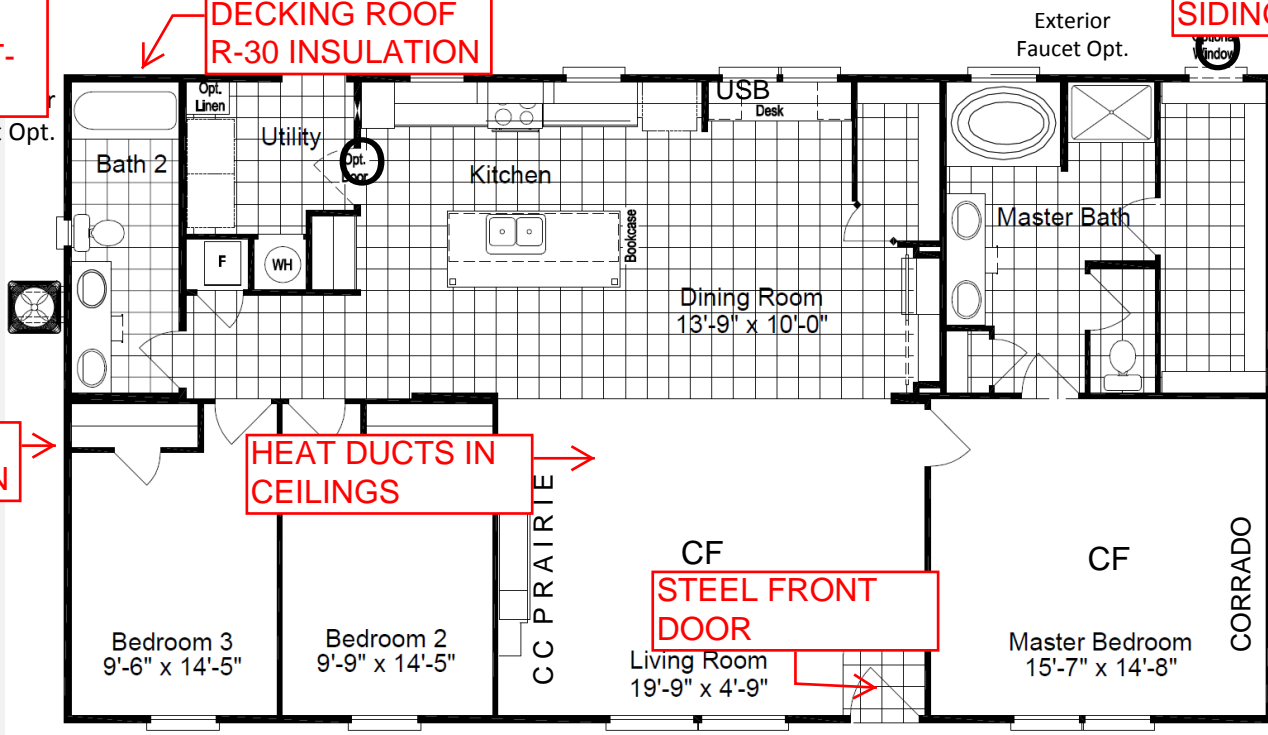 DECKING ROOF
R-30 INSULATION
T-
r
t Opt.
Exterior
Faucet Opt.
SIDING
Optional
Window
Opt.
Linen
Utility
Opt.
Door
Bath 2
Kitchen
USB
Desk
Bookcase
Master Bath
F
WH
Dining Room
13'-9" x 10'-0"
N
HEAT DUCTS IN
CEILINGS
CC PRAIRIE
CF
STEEL FRONT
DOOR
CF
CORRADO
Bedroom 3
9'-6" x 14'-5"
Bedroom 2
9'-9" x 14'-5"
Living Room
19'-9" x 4'-9"
Master Bedroom
15'-7" x 14'-8"